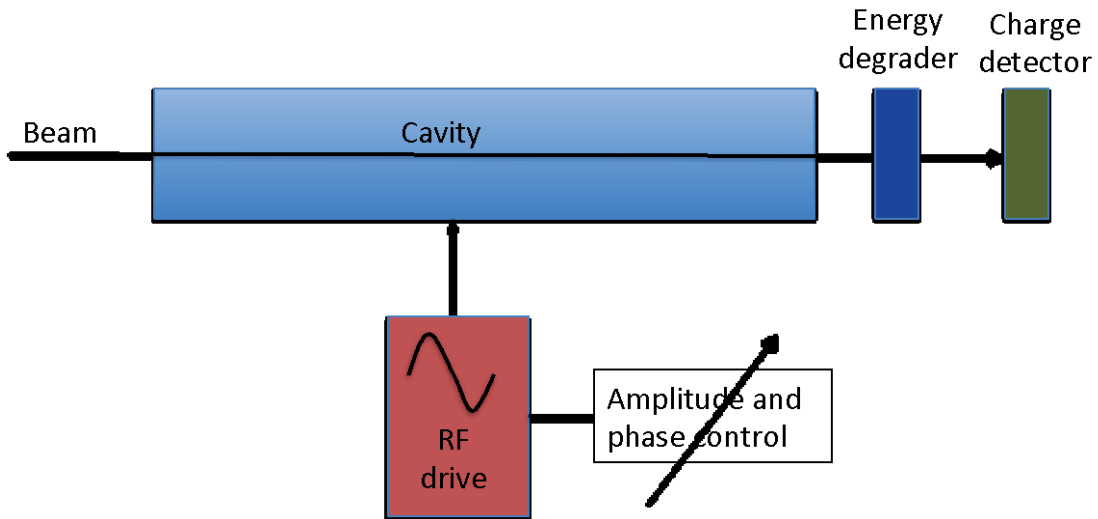 Energy
degrader
Charge
detector
Beam
Cavity
Amplitude and
phase control
RF
drive